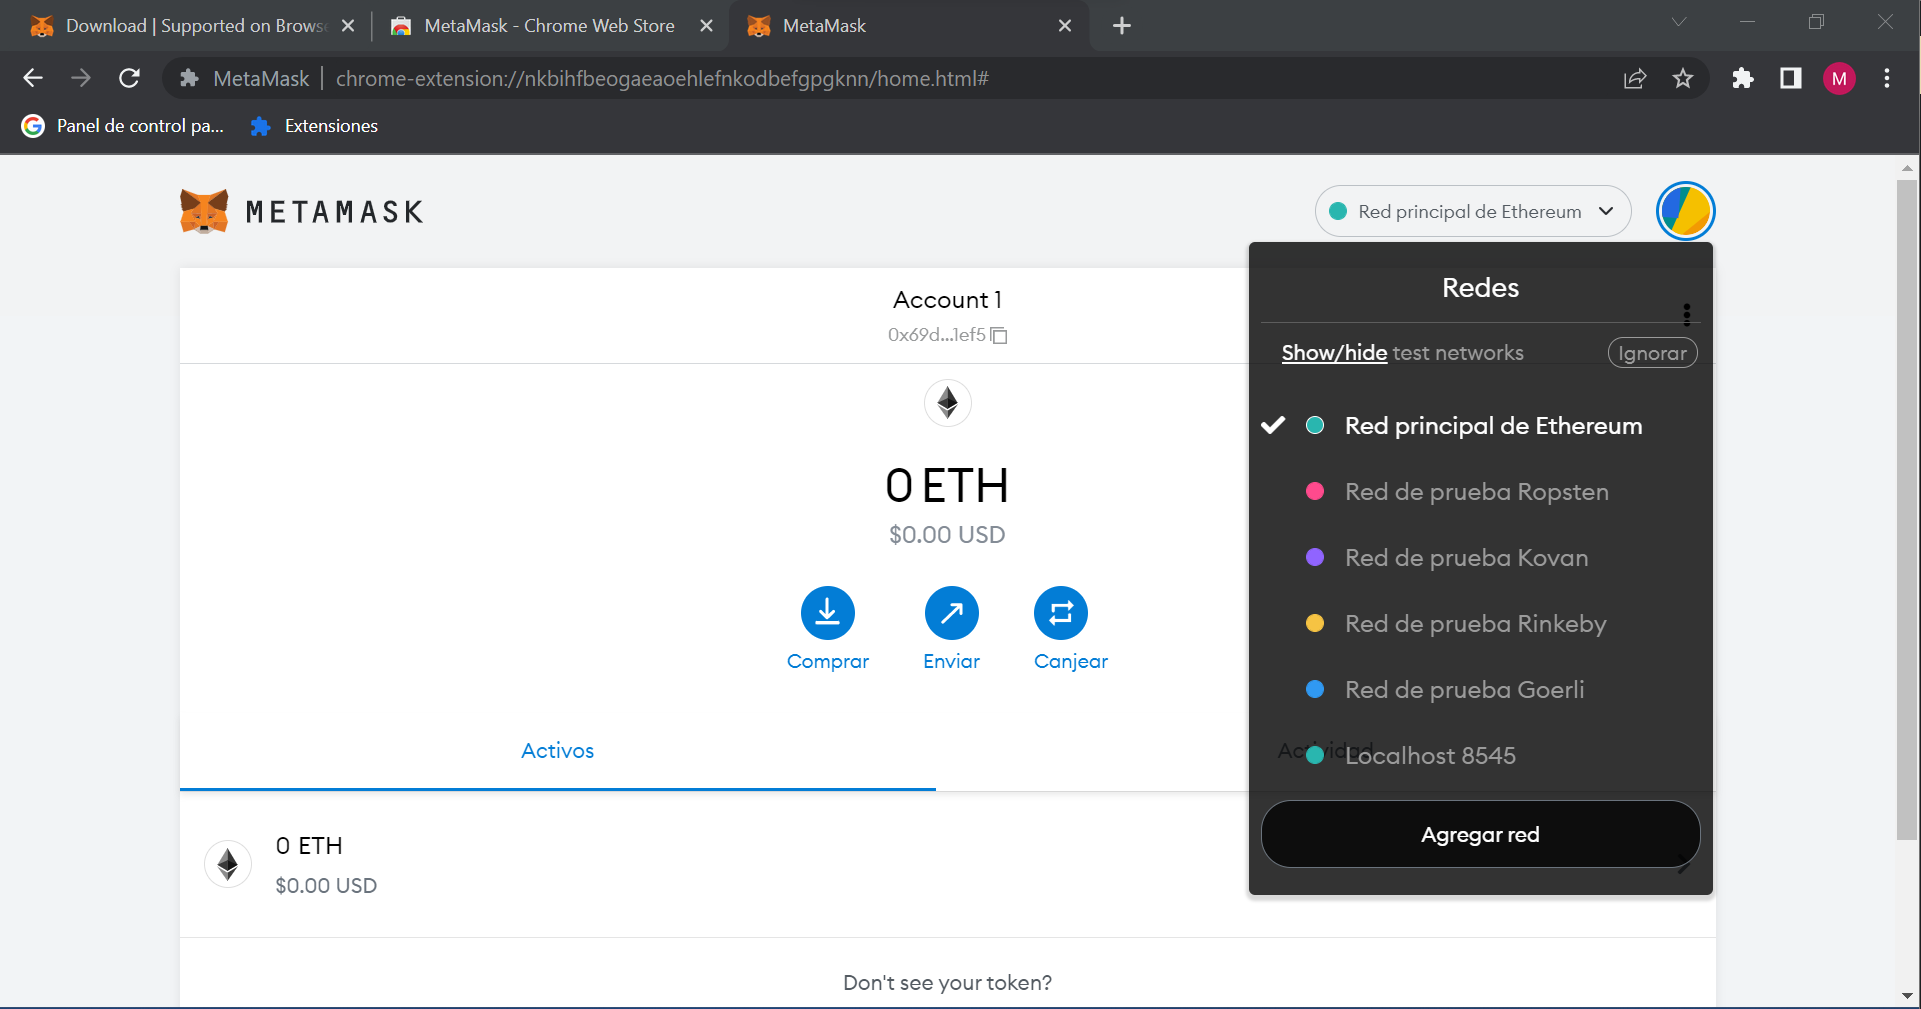 Download | Supported on Browse
MetaMask - Chrome Web Store
MetaMask
MetaMask | chrome-extension://nkbihfbeogaeaoehlefnkodbefgpgknn/home.html#
M
Panel de control pa...
Extensiones
METAMASK
Red principal de Ethereum
Account 1
0x69d...1ef5
0 ETH
$0.00 USD
Comprar
Enviar
Canjear
Activos
Actividad
0 ETH
$0.00 USD
Don't see your token?
Redes
Show/hide test networks
Ignorar
Red principal de Ethereum
Red de prueba Ropsten
Red de prueba Kovan
Red de prueba Rinkeby
Red de prueba Goerli
Localhost 8545
Agregar red